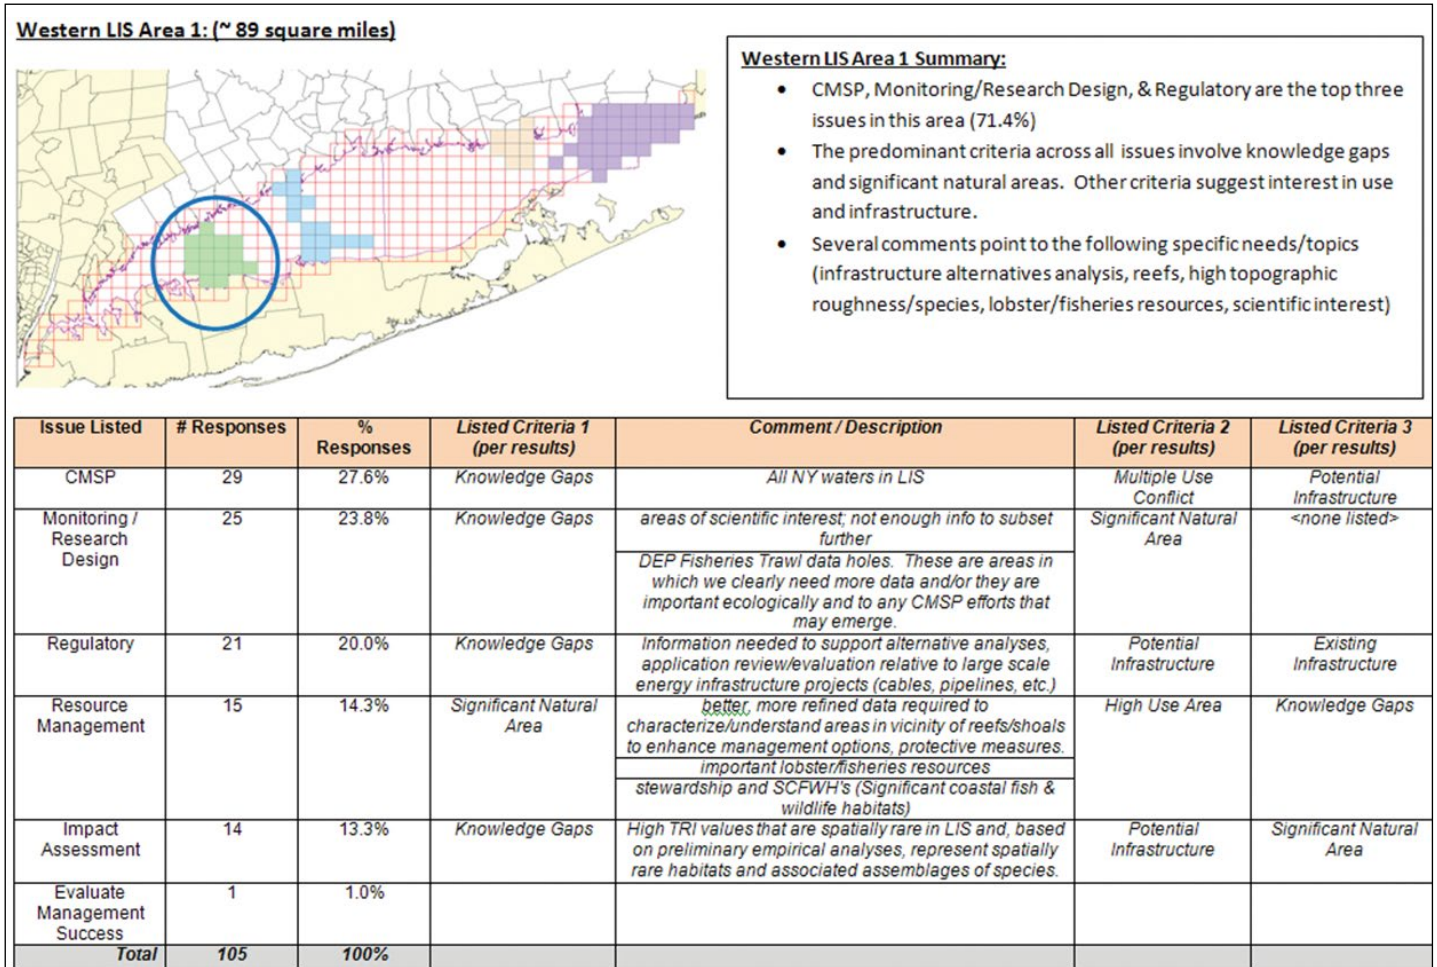 Western LIS Area 1: (~ 89 square miles)
Western LIS Area 1 Summary:
• CMSP, Monitoring/Research Design, & Regulatory are the top three
issues in this area (71.4%)
• The predominant criteria across all issues involve knowledge gaps
and significant natural areas. Other criteria suggest interest in use
and infrastructure.
• Several comments point to the following specific needs/topics
(infrastructure alternatives analysis, reefs, high topographic
roughness/species, lobster/fisheries resources, scientific interest)
Issue Listed # Responses % Responses Listed Criteria 1 (per results) Comment / Description Listed Criteria 2 (per results) Listed Criteria 3 (per results)
CMSP 29 27.6% Knowledge Gaps All NY waters in LIS Multiple Use Conflict Potential Infrastructure
Monitoring / Research Design 25 23.8% Knowledge Gaps areas of scientific interest; not enough info to subset further Significant Natural Area <none listed>
DEP Fisheries Trawl data holes. These are areas in
which we clearly need more data and/or they are
important ecologically and to any CMSP efforts that
may emerge.
Regulatory 21 20.0% Knowledge Gaps Information needed to support alternative analyses, application review/evaluation relative to large scale energy infrastructure projects (cables, pipelines, etc.) Potential Infrastructure Existing Infrastructure
Resource Management 15 14.3% Significant Natural Area better, more refined data required to characterize/understand areas in vicinity of reefs/shoals to enhance management options, protective measures. High Use Area Knowledge Gaps
important lobster/fisheries resources
stewardship and SCFWH's (Significant coastal fish &
wildlife habitats)
Impact Assessment 14 13.3% Knowledge Gaps High TRI values that are spatially rare in LIS and, based on preliminary empirical analyses, represent spatially rare habitats and associated assemblages of species. Potential Infrastructure Significant Natural Area
Evaluate Management Success 1 1.0%
Total 105 100%